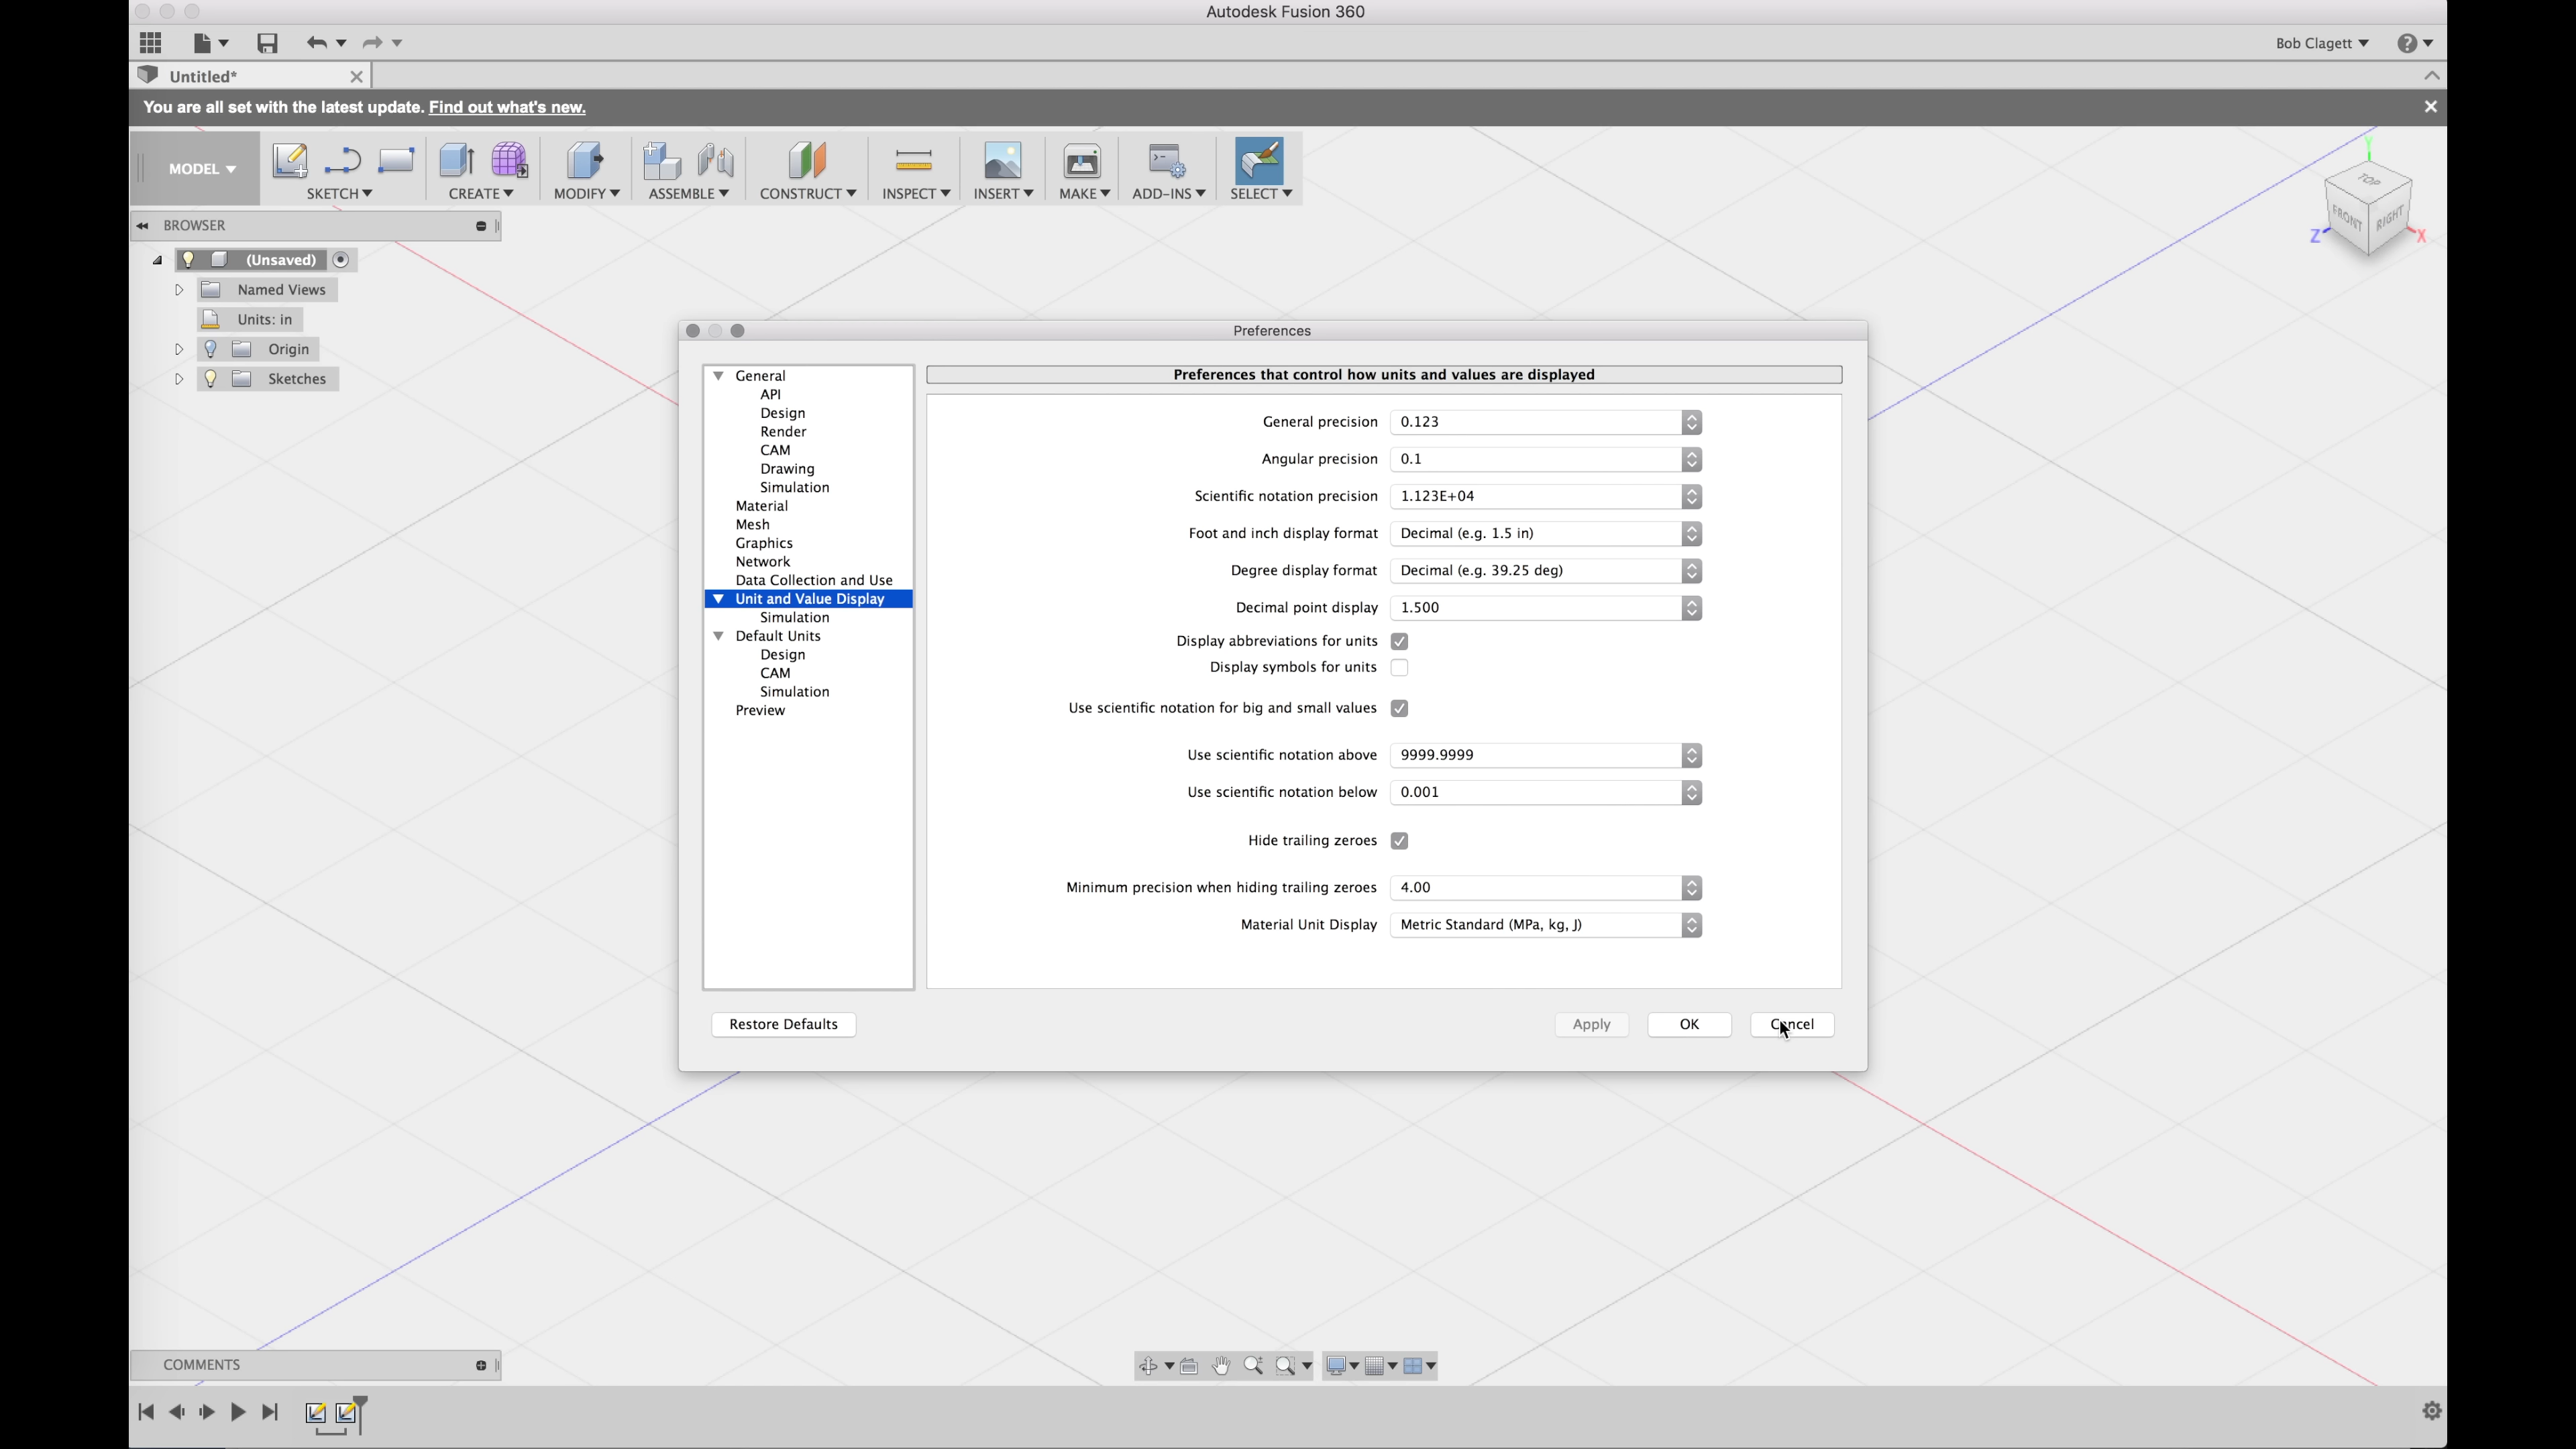 Autodesk Fusion 360
Bob Clagett
Untitled*
You are all set with the latest update. Find out what's new.
MODEL
SKETCH
CREATE
MODIFY
ASSEMBLE
CONSTRUCT
INSPECT
INSERT
MAKE
ADD-INS
SELECT
TOP
FRONT
RIGHT
Y
Z
X
BROWSER
(Unsaved)
Named Views
Units: in
Origin
Sketches
Preferences
General
API
Design
Render
CAM
Drawing
Simulation
Material
Mesh
Graphics
Network
Data Collection and Use
Unit and Value Display
Simulation
Default Units
Design
CAM
Simulation
Preview
Preferences that control how units and values are displayed
General precision 0.123
Angular precision 0.1
Scientific notation precision 1.123E+04
Foot and inch display format Decimal (e.g. 1.5 in)
Degree display format Decimal (e.g. 39.25 deg)
Decimal point display 1.500
Display abbreviations for units
Display symbols for units
Use scientific notation for big and small values
Use scientific notation above 9999.9999
Use scientific notation below 0.001
Hide trailing zeroes
Minimum precision when hiding trailing zeroes 4.00
Material Unit Display Metric Standard (MPa, kg, J)
Restore Defaults
Apply
OK
Cancel
COMMENTS